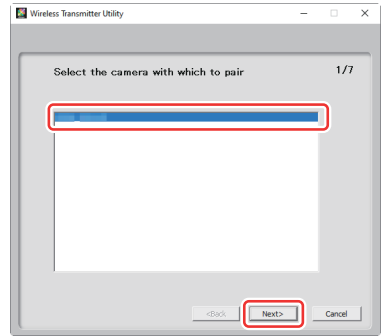 Wireless Transmitter Utility
Select the camera with which to pair
1/7
<Back
Next>
Cancel